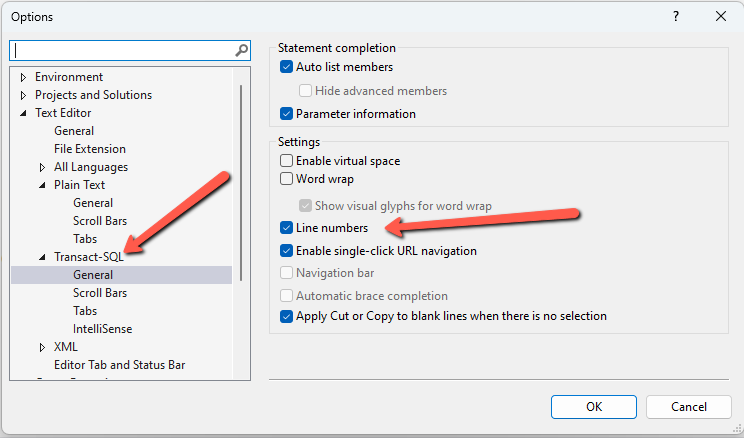 Options
?
Environment
Projects and Solutions
Text Editor
General
File Extension
All Languages
Plain Text
General
Scroll Bars
Tabs
Transact-SQL
General
Scroll Bars
Tabs
IntelliSense
XML
Editor Tab and Status Bar
Statement completion
Auto list members
Hide advanced members
Parameter information
Settings
Enable virtual space
Word wrap
Show visual glyphs for word wrap
Line numbers
Enable single-click URL navigation
Navigation bar
Automatic brace completion
Apply Cut or Copy to blank lines when there is no selection
OK
Cancel